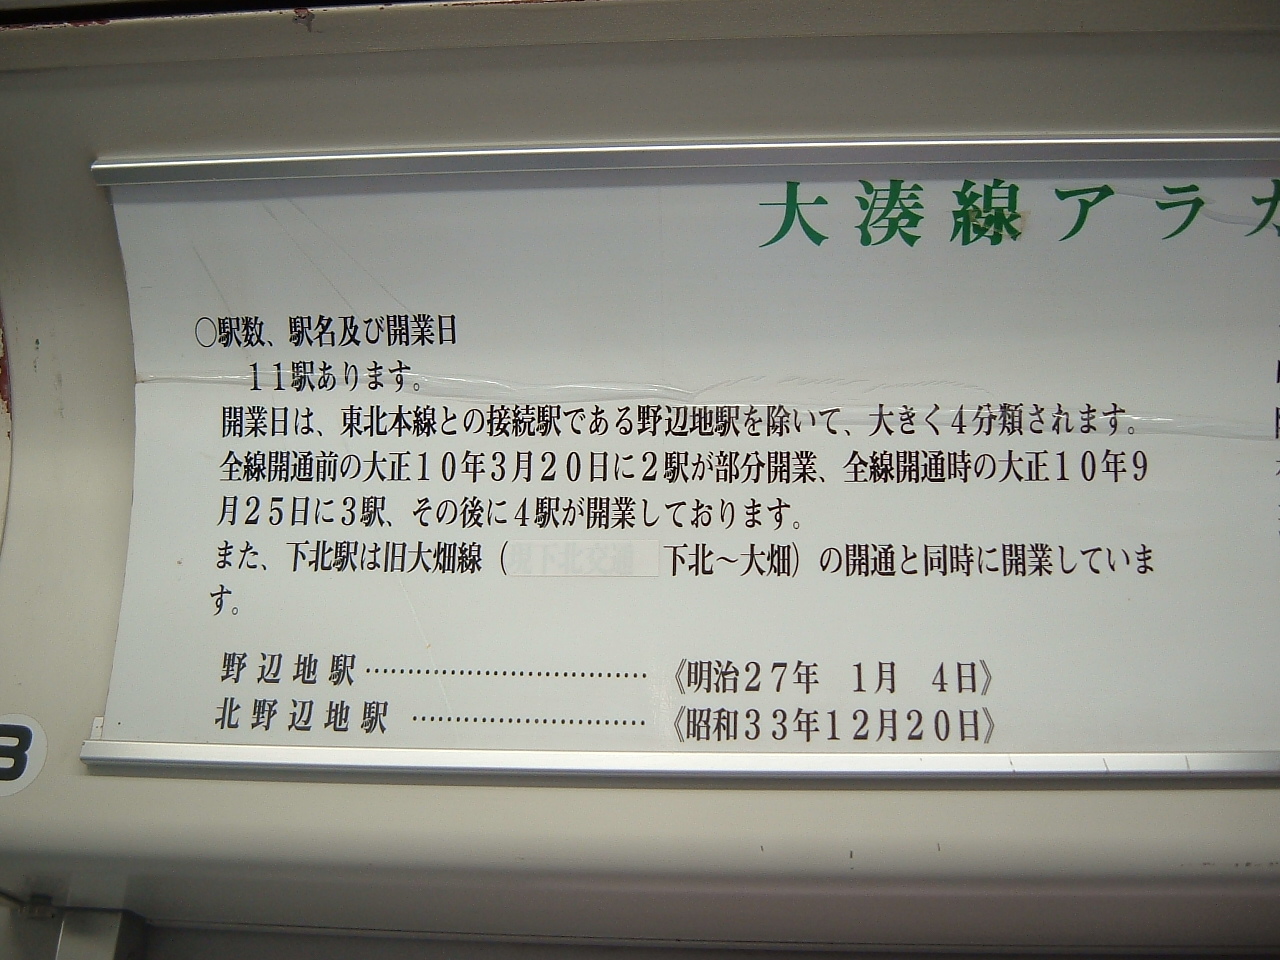 大湊線アラカ
○駅数、駅名及び開業日
１１駅あります。
開業日は、東北本線との接続駅である野辺地駅を除いて、大きく４分類されます。
全線開通前の大正１０年３月２０日に２駅が部分開業、全線開通時の大正１０年９
月２５日に３駅、その後に４駅が開業しております。
また、下北駅は旧大畑線（現下北交通 下北～大畑）の開通と同時に開業していま
す。
野辺地駅………………………………《明治２７年　１月　４日》
北野辺地駅 …………………………《昭和３３年１２月２０日》